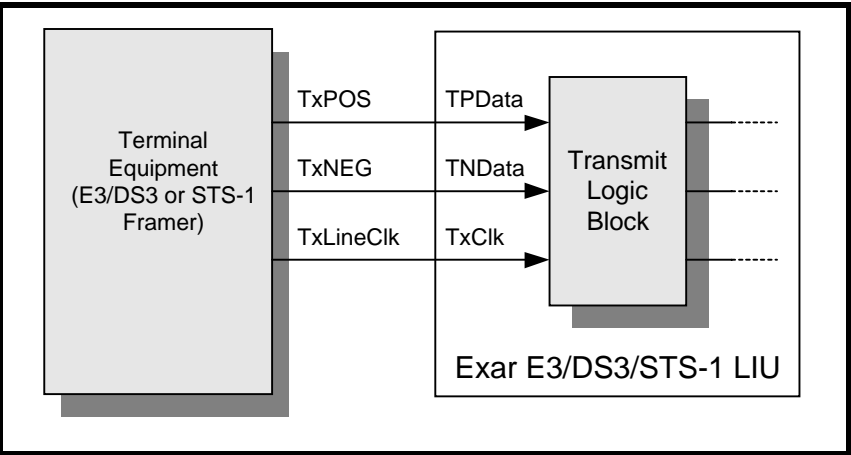 Terminal
Equipment
(E3/DS3 or STS-1
Framer)
TxPOS
TPData
TxNEG
TNData
TxLineClk
TxClk
Transmit
Logic
Block
Exar E3/DS3/STS-1 LIU